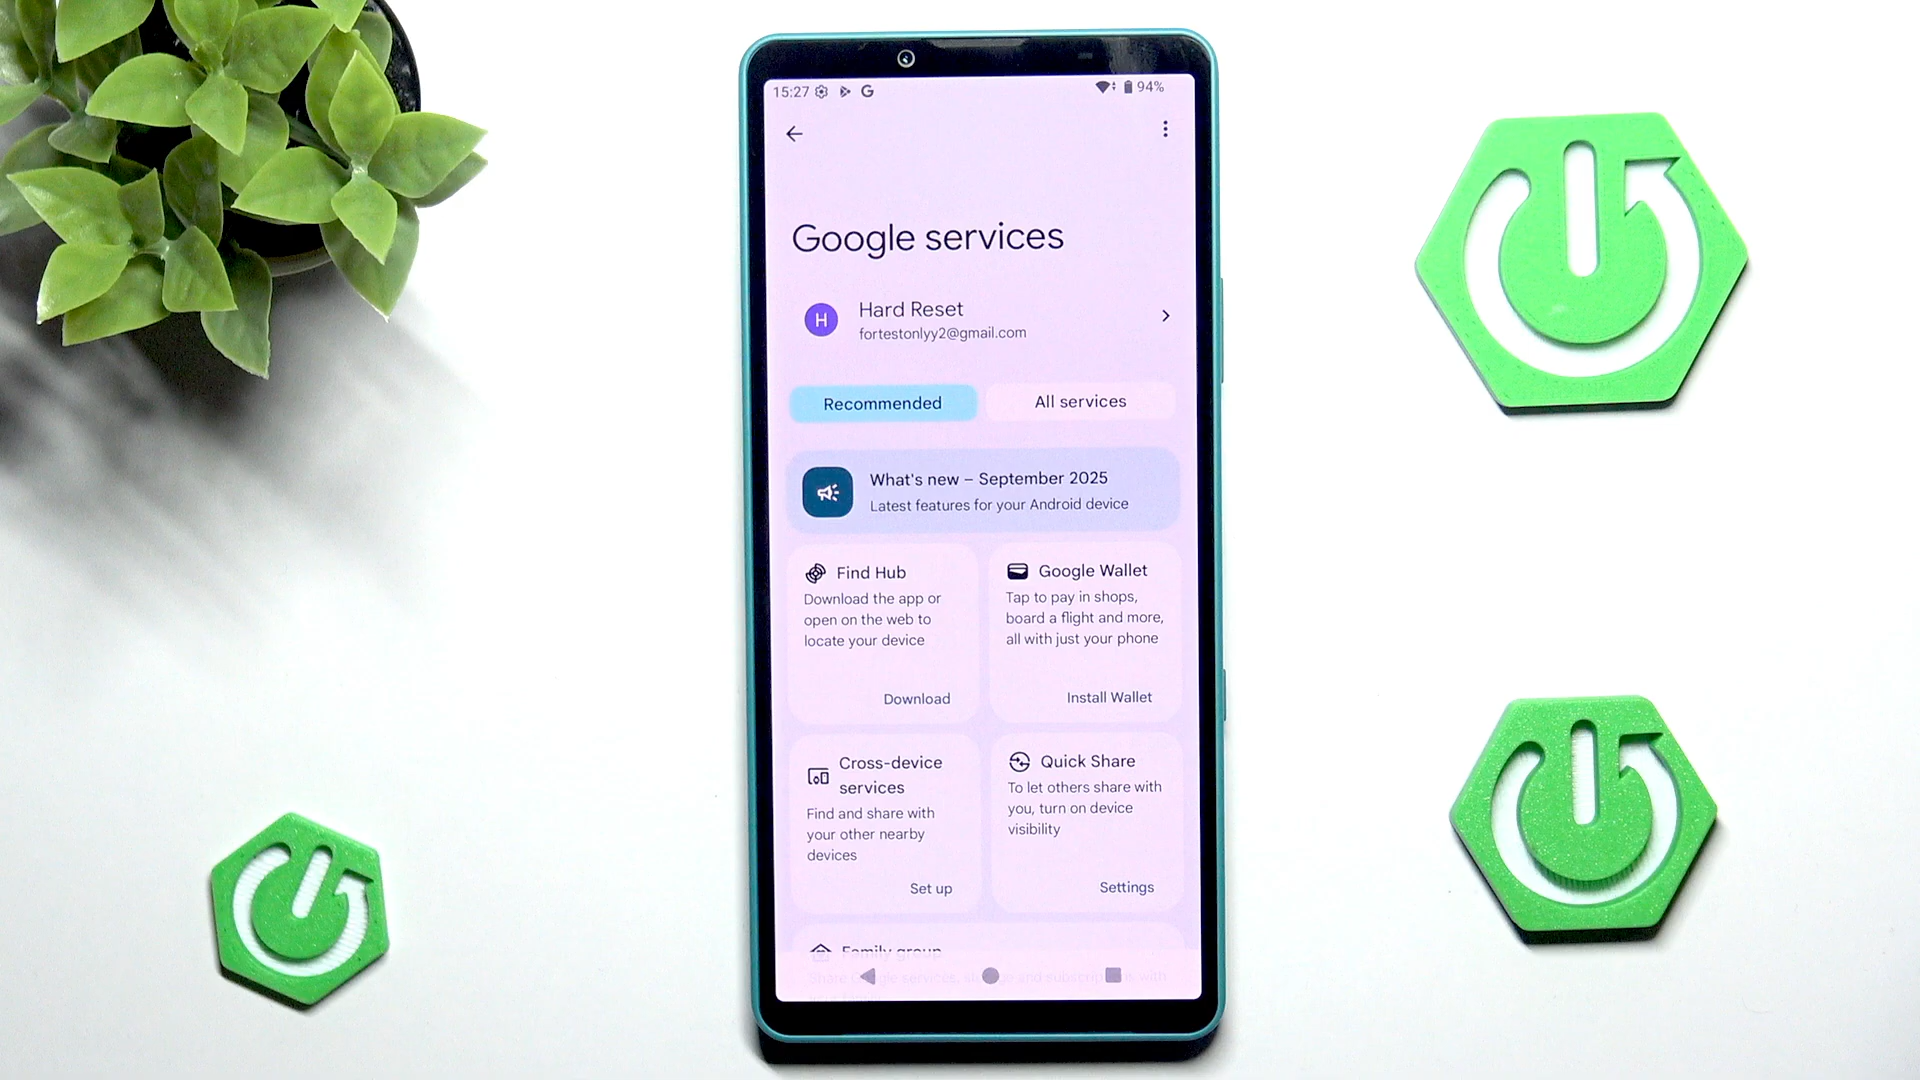 15:27 94%
Google services
H
Hard Reset
fortestonlyy2@gmail.com
Recommended
All services
What's new – September 2025
Latest features for your Android device
Find Hub
Download the app or
open on the web to
locate your device
Download
Google Wallet
Tap to pay in shops,
board a flight and more,
all with just your phone
Install Wallet
Cross-device
services
Find and share with
your other nearby
devices
Set up
Quick Share
To let others share with
you, turn on device
visibility
Settings
Family group
Share services, and with